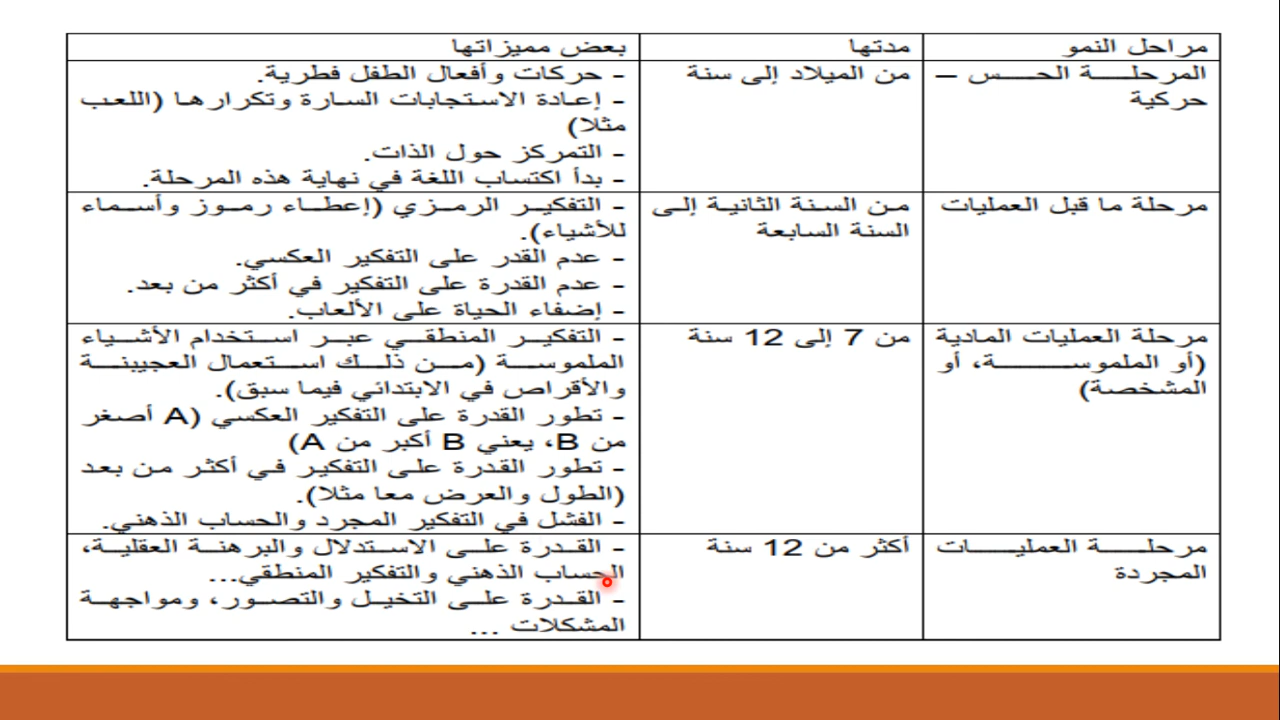 مراحل النمو
مدتها
بعض مميزاتها
المرحلة الحس –
حركية
من الميلاد إلى سنة
- حركات وأفعال الطفل فطرية.
- إعادة الاستجابات السارة وتكرارها (اللعب
مثلا)
- التمركز حول الذات.
- بدأ اكتساب اللغة في نهاية هذه المرحلة.
مرحلة ما قبل العمليات
من السنة الثانية إلى
السنة السابعة
- التفكير الرمزي (إعطاء رموز وأسماء
للأشياء).
- عدم القدر على التفكير العكسي.
- عدم القدرة على التفكير في أكثر من بعد.
- إضفاء الحياة على الألعاب.
مرحلة العمليات المادية
(أو الملموسة، أو
المشخصة)
من 7 إلى 12 سنة
- التفكير المنطقي عبر استخدام الأشياء
الملموسة (من ذلك استعمال العجيبنة
والأقراص في الابتدائي فيما سبق).
- تطور القدرة على التفكير العكسي (A أصغر
من B، يعني B أكبر من A)
- تطور القدرة على التفكير في أكثر من بعد
(الطول والعرض معا مثلا).
- الفشل في التفكير المجرد والحساب الذهني.
مرحلة العمليات
المجردة
أكثر من 12 سنة
- القدرة على الاستدلال والبرهنة العقلية،
الحساب الذهني والتفكير المنطقي...
- القدرة على التخيل والتصور، ومواجهة
المشكلات ...